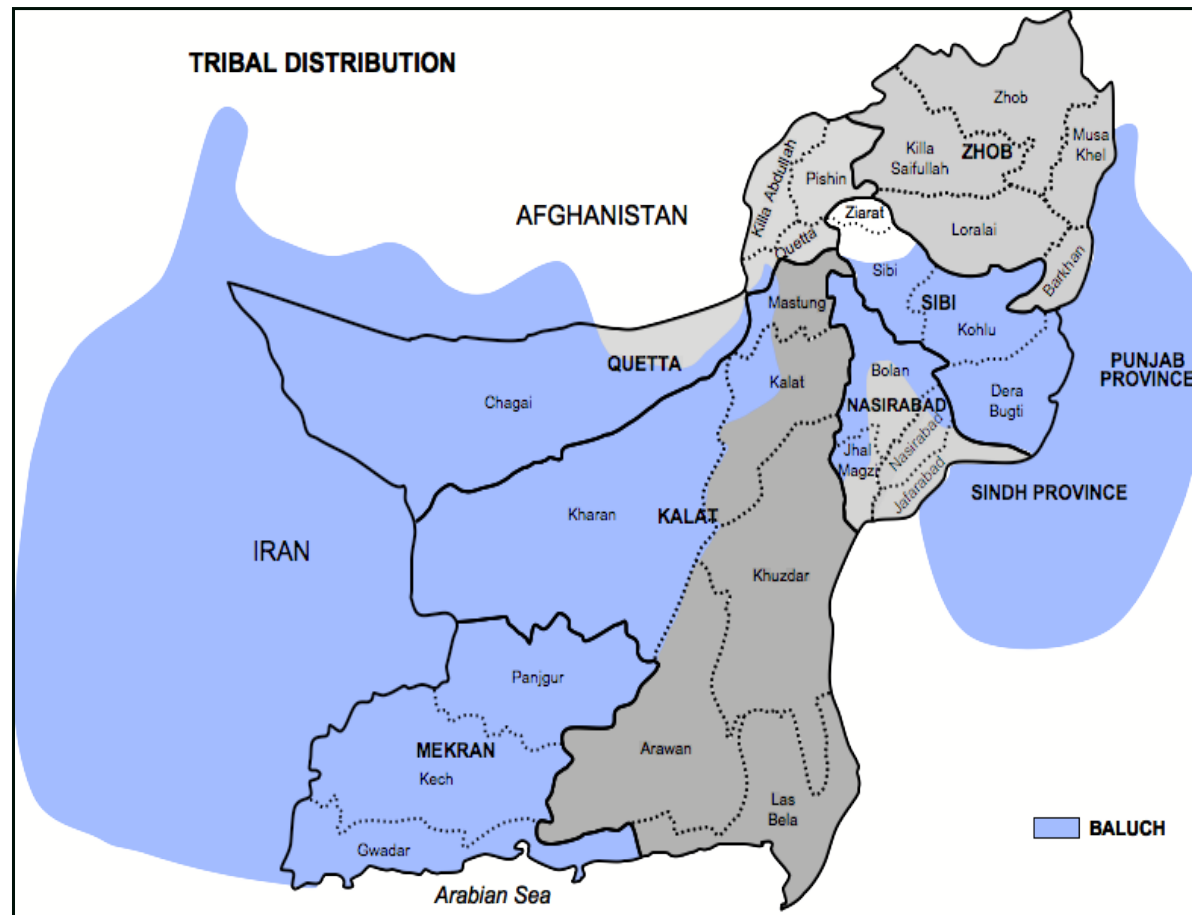 TRIBAL DISTRIBUTION
Zhob
Musa
Khel
Killa
Saifullah
ZHOB
Killa Abdullah
Pishin
AFGHANISTAN
Ziarat
Quetta
Loralai
Barkhan
Sibi
SIBI
Mastung
Kohlu
QUETTA
Bolan
PUNJAB
PROVINCE
Chagai
Kalat
NASIRABAD
Dera
Bugti
Nasirabad
Jhal
Magzi
Jafarabad
SINDH PROVINCE
Kharan
KALAT
IRAN
Khuzdar
Panjgur
MEKRAN
Kech
Arawan
Las
Bela
BALUCH
Gwadar
Arabian Sea